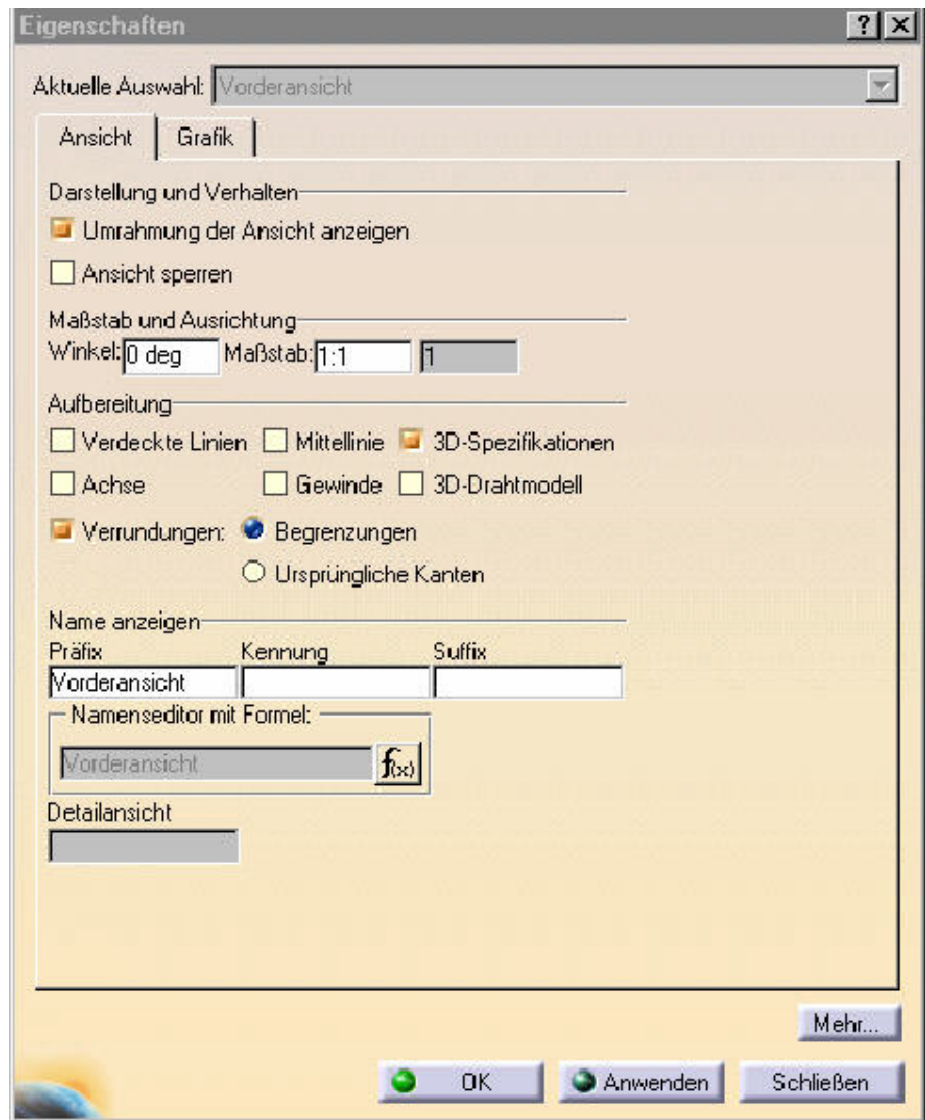 Eigenschaften
Aktuelle Auswahl: Vorderansicht
Ansicht Grafik
Darstellung und Verhalten
Umrahmung der Ansicht anzeigen
Ansicht sperren
Maßstab und Ausrichtung
Winkel: 0 deg Maßstab: 1:1 1
Aufbereitung
Verdeckte Linien Mittellinie 3D-Spezifikationen
Achse Gewinde 3D-Drahtmodell
Verrundungen: Begrenzungen
Ursprüngliche Kanten
Name anzeigen
Präfix Kennung Suffix
Vorderansicht
Namenseditor mit Formel:
Vorderansicht f(x)
Detailansicht
Mehr...
OK Anwenden Schließen